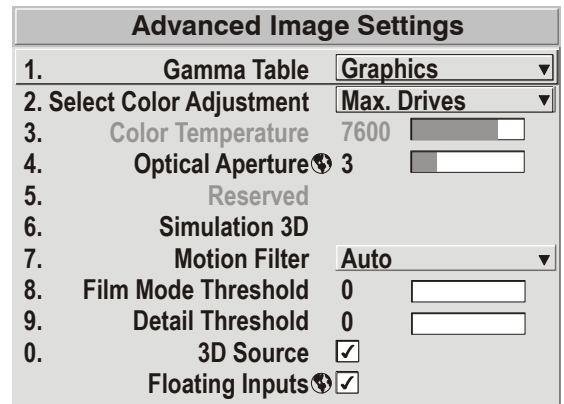 Advanced Image Settings
1. Gamma Table Graphics
2. Select Color Adjustment Max. Drives
3. Color Temperature 7600
4. Optical Aperture 3
5. Reserved
6. Simulation 3D
7. Motion Filter Auto
8. Film Mode Threshold 0
9. Detail Threshold 0
0. 3D Source
Floating Inputs